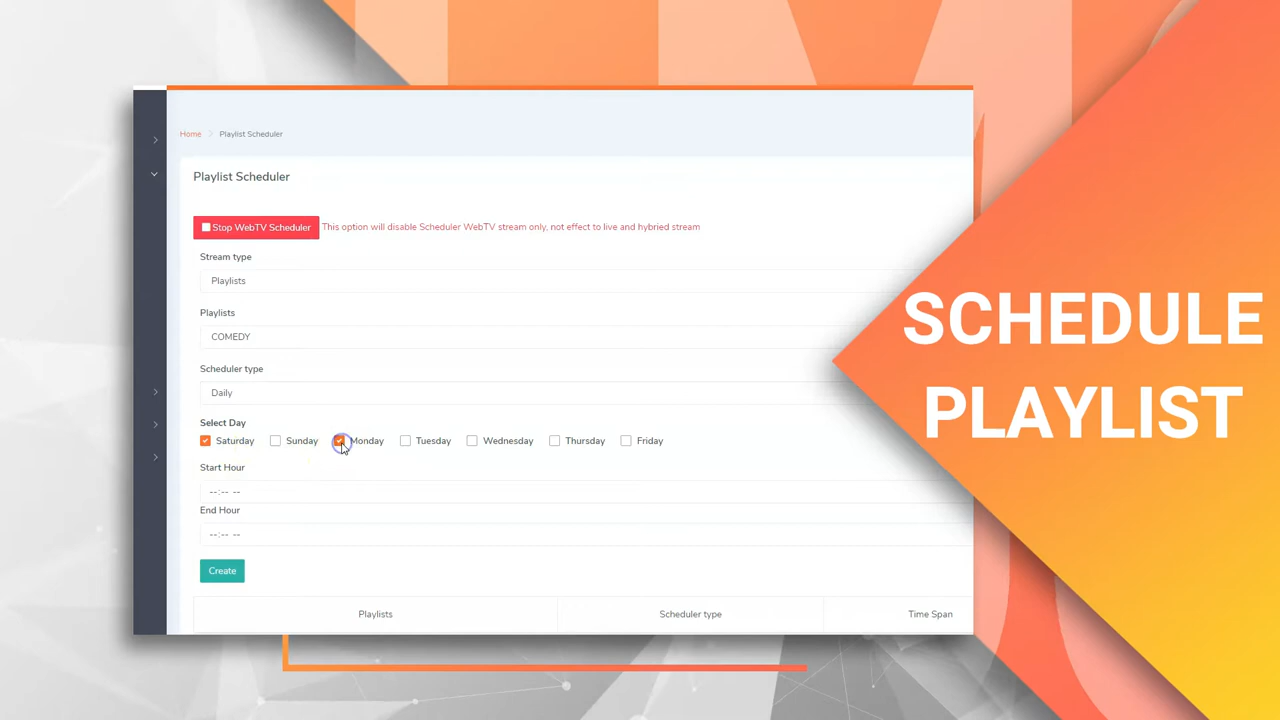 Home > Playlist Scheduler
Playlist Scheduler
Stop WebTV Scheduler This option will disable Scheduler WebTV stream only, not effect to live and hybried stream
Stream type
Playlists
Playlists
COMEDY
Scheduler type
Daily
Select Day
Saturday Sunday Monday Tuesday Wednesday Thursday Friday
Start Hour
--:-- --
End Hour
--:-- --
Create
Playlists Scheduler type Time Span
SCHEDULE
PLAYLIST